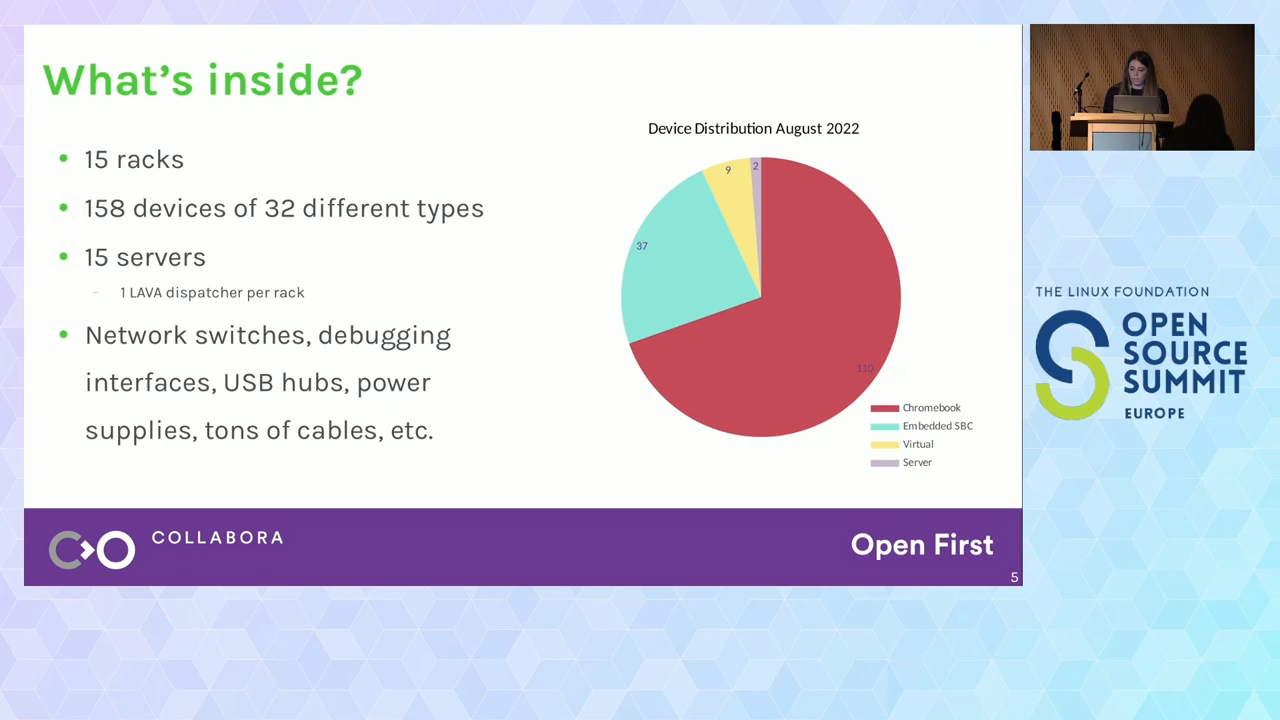 What's inside?
• 15 racks
• 158 devices of 32 different types
• 15 servers
– 1 LAVA dispatcher per rack
• Network switches, debugging
interfaces, USB hubs, power
supplies, tons of cables, etc.
Device Distribution August 2022
9
2
37
110
Chromebook
Embedded SBC
Virtual
Server
COLLABORA
Open First
5
THE LINUX FOUNDATION
OPEN
SOURCE
SUMMIT
EUROPE